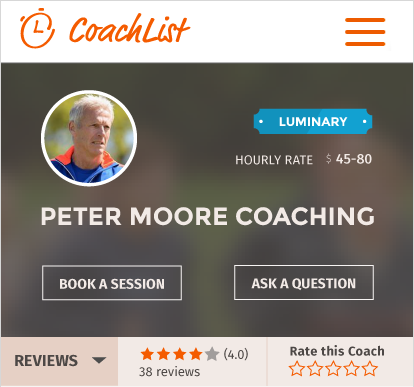 CoachList
LUMINARY
HOURLY RATE $ 45-80
PETER MOORE COACHING
BOOK A SESSION
ASK A QUESTION
REVIEWS
(4.0)
38 reviews
Rate this Coach